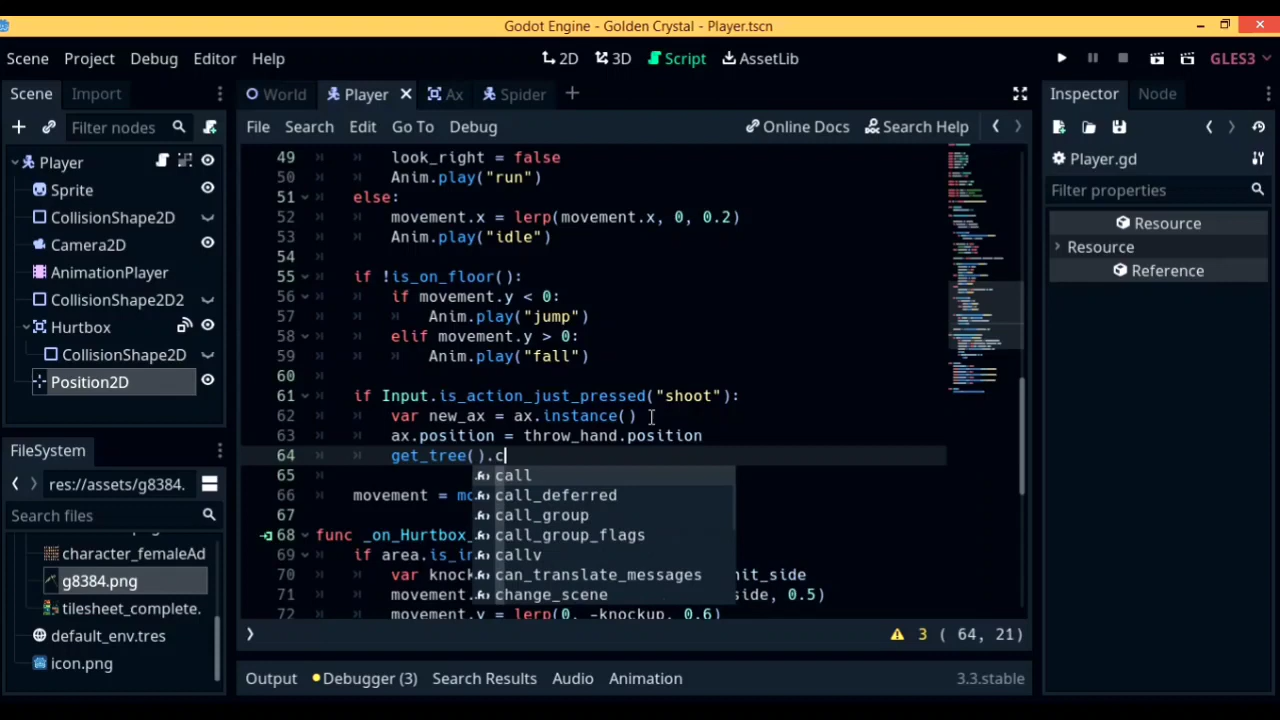 Godot Engine - Golden Crystal - Player.tscn
Scene Project Debug Editor Help
2D 3D Script AssetLib
GLES3
Scene Import
World Player Ax Spider
Inspector Node
Filter nodes
File Search Edit Go To Debug
Online Docs Search Help
Player
Sprite
CollisionShape2D
Camera2D
AnimationPlayer
CollisionShape2D2
Hurtbox
CollisionShape2D
Position2D
FileSystem
res://assets/g8384.
Search files
character_femaleAd
g8384.png
tilesheet_complete.
default_env.tres
icon.png
49 look_right = false
50 Anim.play("run")
51 else:
52 movement.x = lerp(movement.x, 0, 0.2)
53 Anim.play("idle")
54
55 if !is_on_floor():
56 if movement.y < 0:
57 Anim.play("jump")
58 elif movement.y > 0:
59 Anim.play("fall")
60
61 if Input.is_action_just_pressed("shoot"):
62 var new_ax = ax.instance()
63 ax.position = throw_hand.position
64 get_tree().c
65
66 movement = mo
67
68 func _on_Hurtbox_
69 if area.is_in
70 var knock hit_side
71 movement. side, 0.5)
72 movement.y = lerp(0, -knockup, 0.6)
call
call_deferred
call_group
call_group_flags
callv
can_translate_messages
change_scene
3 ( 64, 21)
Output Debugger (3) Search Results Audio Animation 3.3.stable
Player.gd
Filter properties
Resource
Resource
Reference